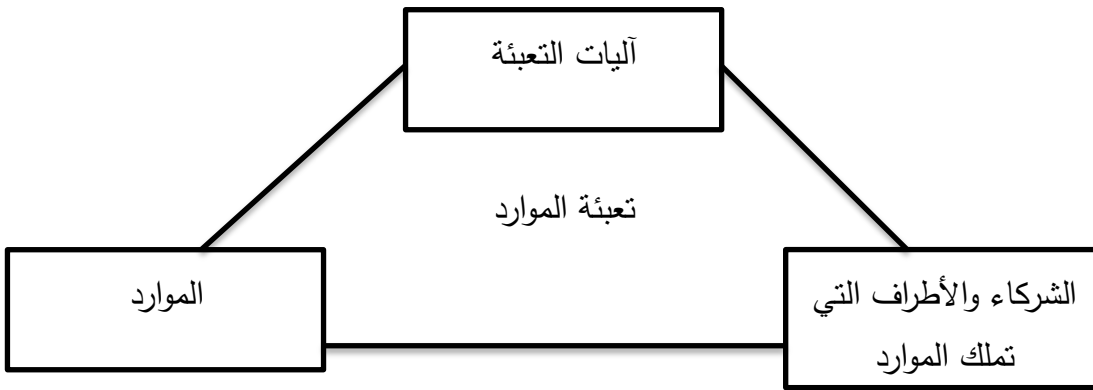 آليات التعبئة
تعبئة الموارد
الشركاء والأطراف التي
تملك الموارد
الموارد